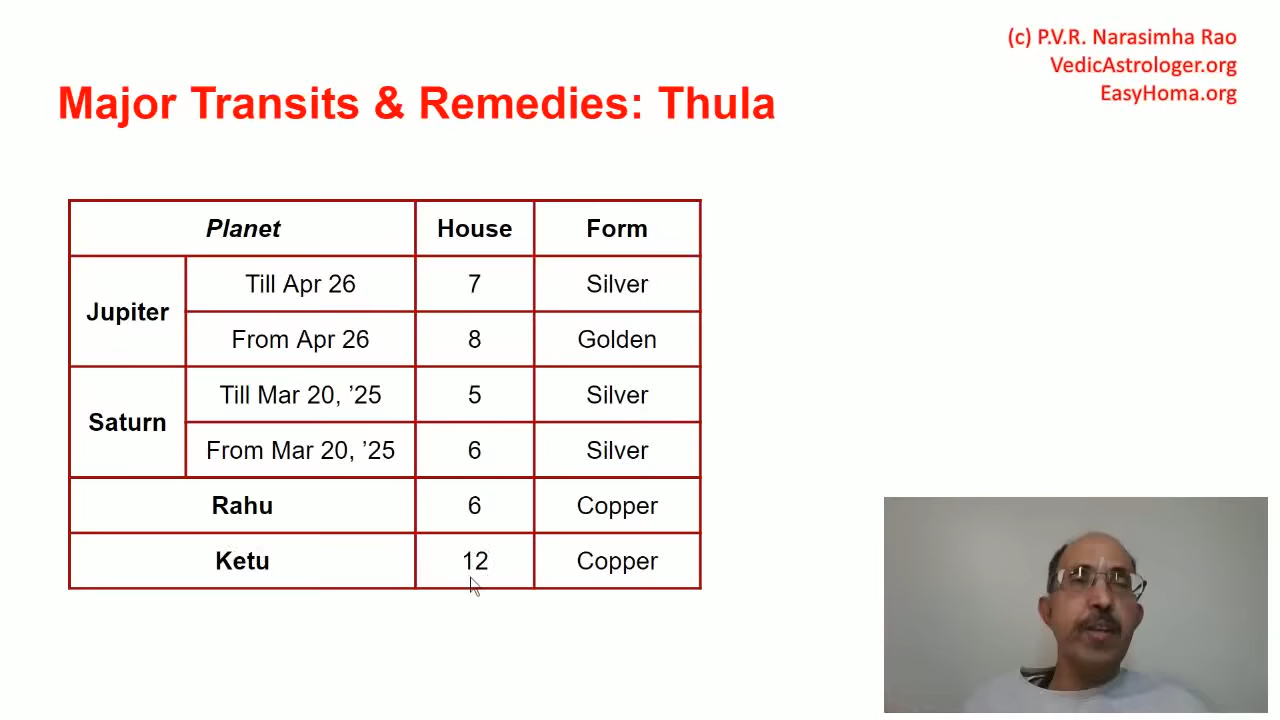 (c) P.V.R. Narasimha Rao
VedicAstrologer.org
EasyHoma.org
Major Transits & Remedies: Thula
Planet House Form
Jupiter Till Apr 26 7 Silver
From Apr 26 8 Golden
Saturn Till Mar 20, ’25 5 Silver
From Mar 20, ’25 6 Silver
Rahu 6 Copper
Ketu 12 Copper